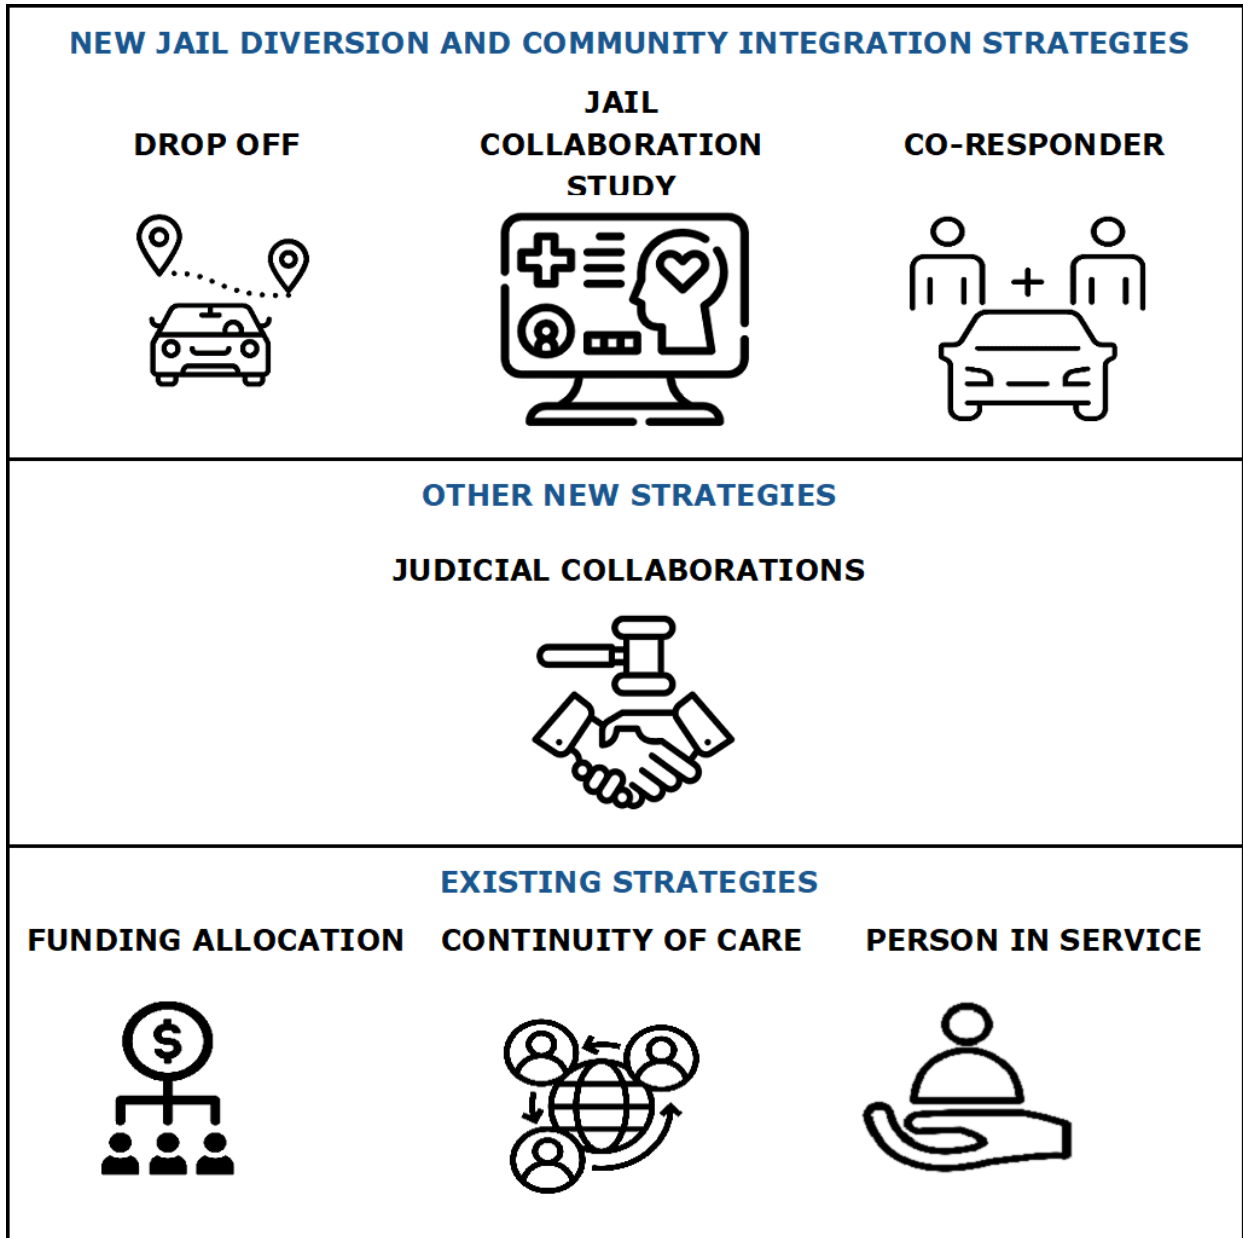 NEW JAIL DIVERSION AND COMMUNITY INTEGRATION STRATEGIES
DROP OFF
JAIL
COLLABORATION
STUDY
CO-RESPONDER
OTHER NEW STRATEGIES
JUDICIAL COLLABORATIONS
EXISTING STRATEGIES
FUNDING ALLOCATION
CONTINUITY OF CARE
PERSON IN SERVICE
$